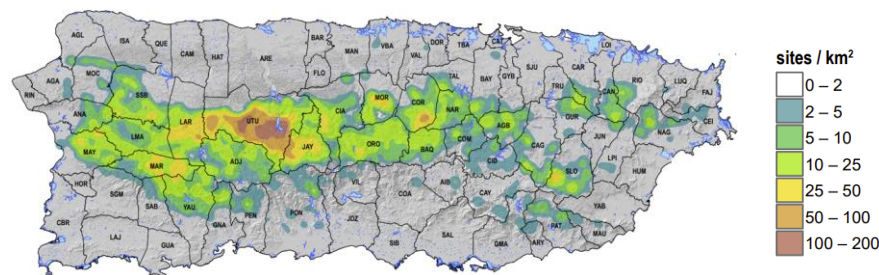 AGL
ISA
QUE
CAM
HAT
ARE
BAR
FLO
MAN
VBA
VAL
DOR
TBA
CAT
LOI
AGA
MOC
SSB
TAL
BAY
GYB
SJU
CAR
TRU
CAN
RIO
LUQ
FAJ
RIN
ANA
LAR
UTU
CIA
MOR
COR
NAR
AGB
GUR
NAG
CEI
MAY
LMA
JAY
ORO
BAQ
COM
CAG
JUN
LPI
MAR
ADJ
CID
SLO
HUM
HOR
SGM
SAB
YAU
GNA
PEN
PON
VIL
JDZ
COA
AIB
CAY
YAB
CBR
LAJ
GUA
SIB
SAL
GMA
ARY
PAT
MAU
sites / km²
0 – 2
2 – 5
5 – 10
10 – 25
25 – 50
50 – 100
100 – 200